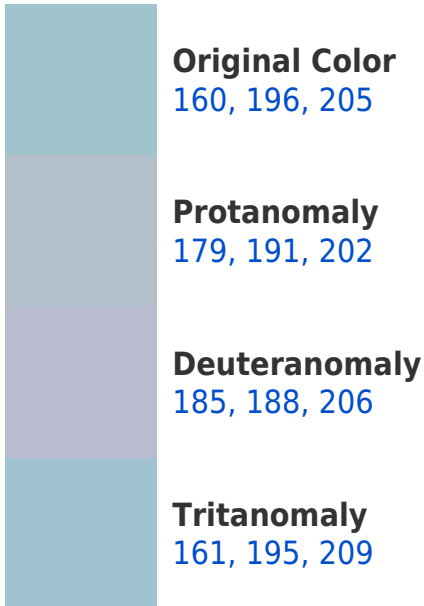 Original Color
160, 196, 205
Protanomaly
179, 191, 202
Deuteranomaly
185, 188, 206
Tritanomaly
161, 195, 209